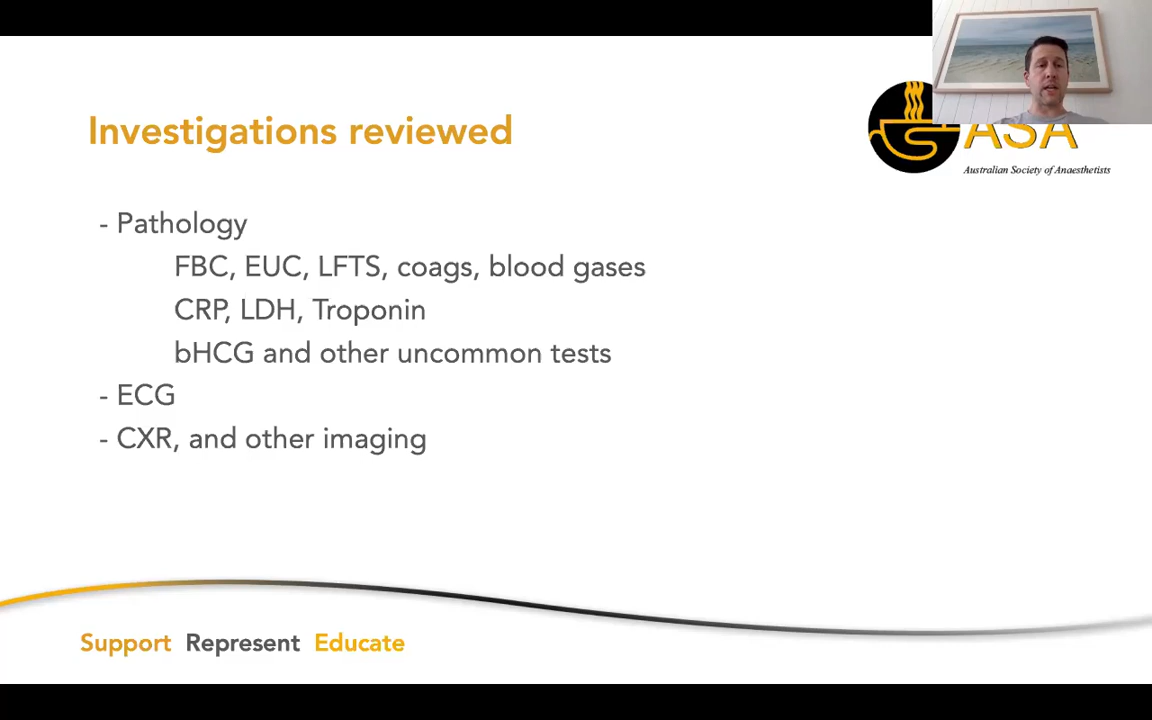 Investigations reviewed
ASA
Australian Society of Anaesthetists
- Pathology
FBC, EUC, LFTS, coags, blood gases
CRP, LDH, Troponin
bHCG and other uncommon tests
- ECG
- CXR, and other imaging
Support Represent Educate